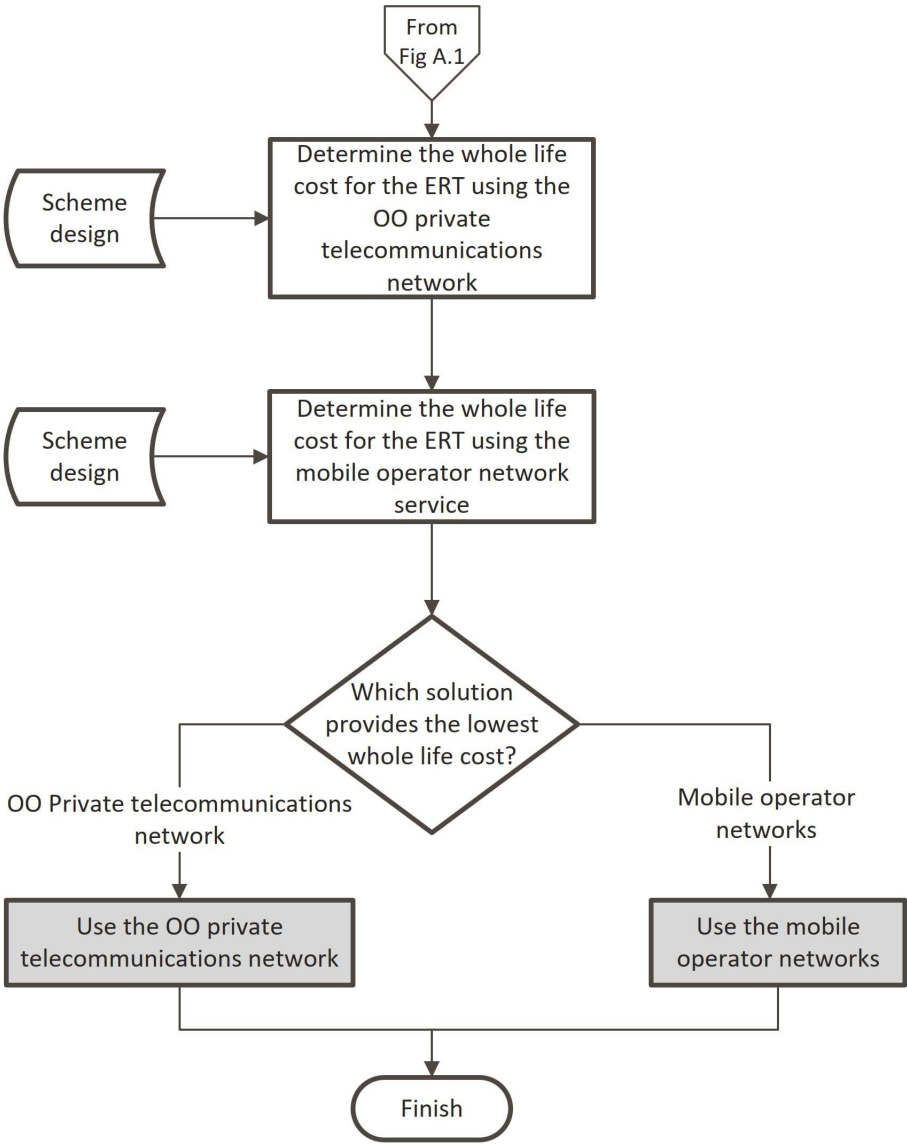 From
Fig A.1
Determine the whole life
cost for the ERT using the
OO private
telecommunications
network
Scheme
design
Determine the whole life
cost for the ERT using the
mobile operator network
service
Scheme
design
Which solution
provides the lowest
whole life cost?
OO Private telecommunications
network
Mobile operator
networks
Use the OO private
telecommunications network
Use the mobile
operator networks
Finish